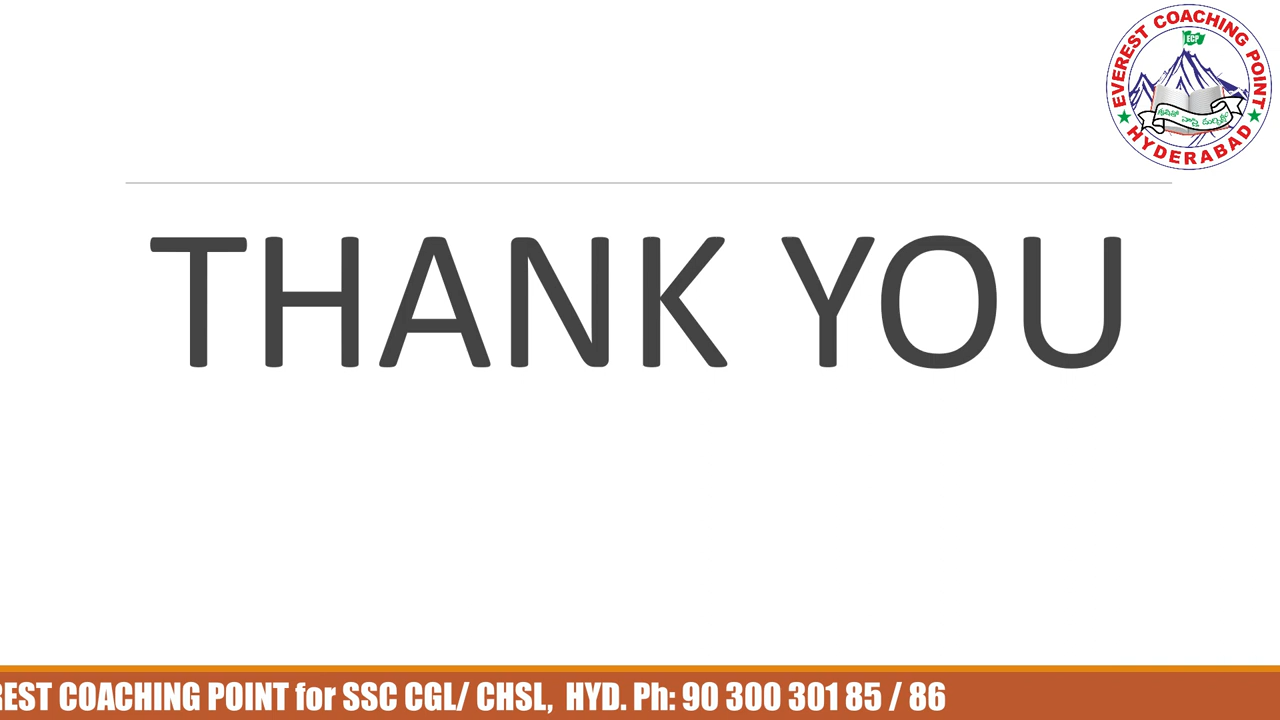 EVEREST COACHING POINT
ECP
HYDERABAD
THANK YOU
REST COACHING POINT for SSC CGL/ CHSL, HYD. Ph: 90 300 301 85 / 86